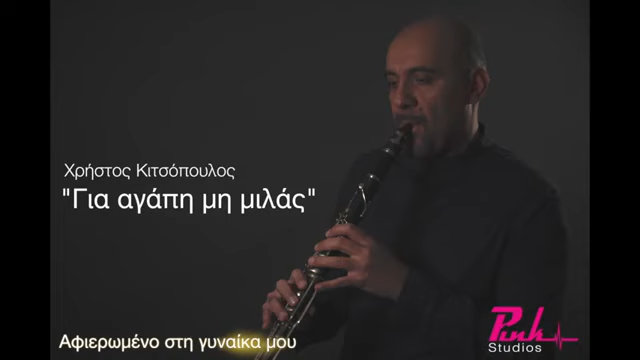 Χρήστος Κιτσόπουλος
"Για αγάπη μη μιλάς"
Αφιερωμένο στη γυναίκα μου
Pink
Studios